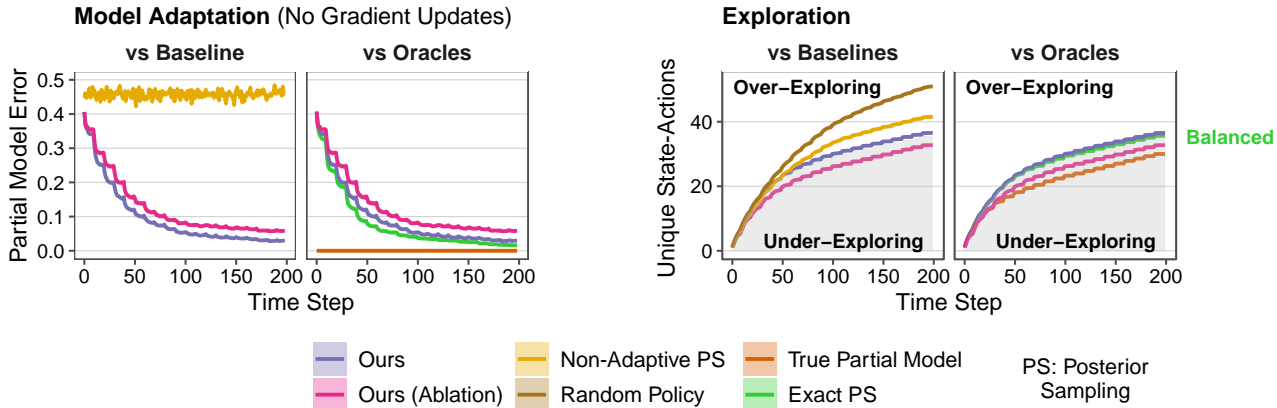 Model Adaptation (No Gradient Updates)
vs Baseline
vs Oracles
Partial Model Error
0.5
0.4
0.3
0.2
0.1
0.0
0 50 100 150 200
0 50 100 150 200
Time Step
Exploration
vs Baselines
vs Oracles
Unique State−Actions
40
20
0
Over−Exploring
Under−Exploring
Over−Exploring
Under−Exploring
Balanced
0 50 100 150 200
0 50 100 150 200
Time Step
Ours
Non−Adaptive PS
True Partial Model
Ours (Ablation)
Random Policy
Exact PS
PS: Posterior
Sampling